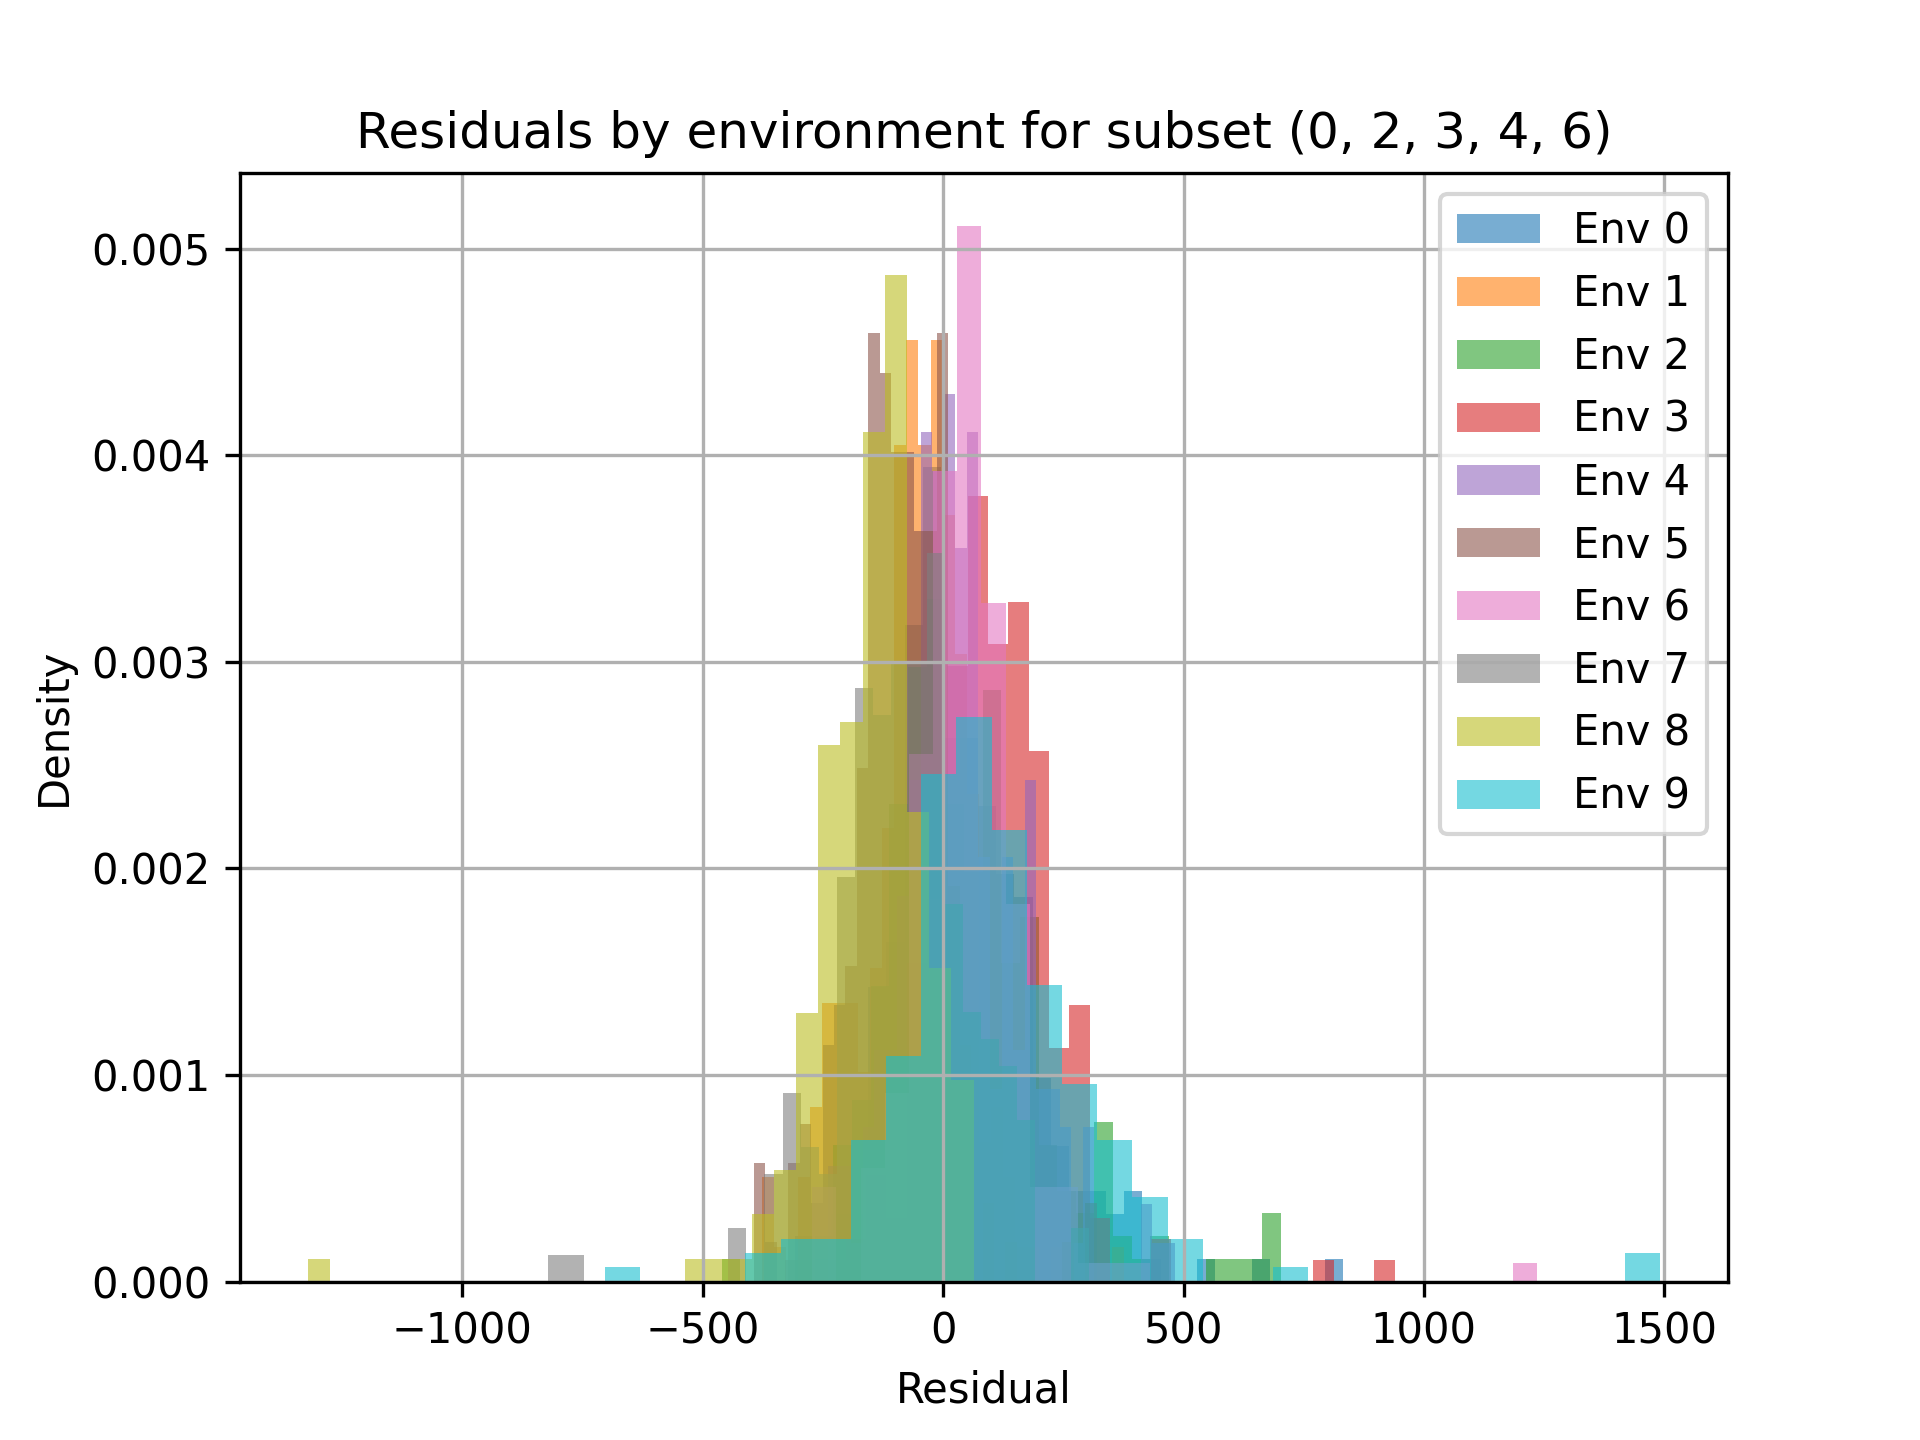 Residuals by environment for subset (0, 2, 3, 4, 6)
0.005
0.004
0.003
0.002
0.001
0.000
Density
−1000
−500
0
500
1000
1500
Residual
Env 0
Env 1
Env 2
Env 3
Env 4
Env 5
Env 6
Env 7
Env 8
Env 9